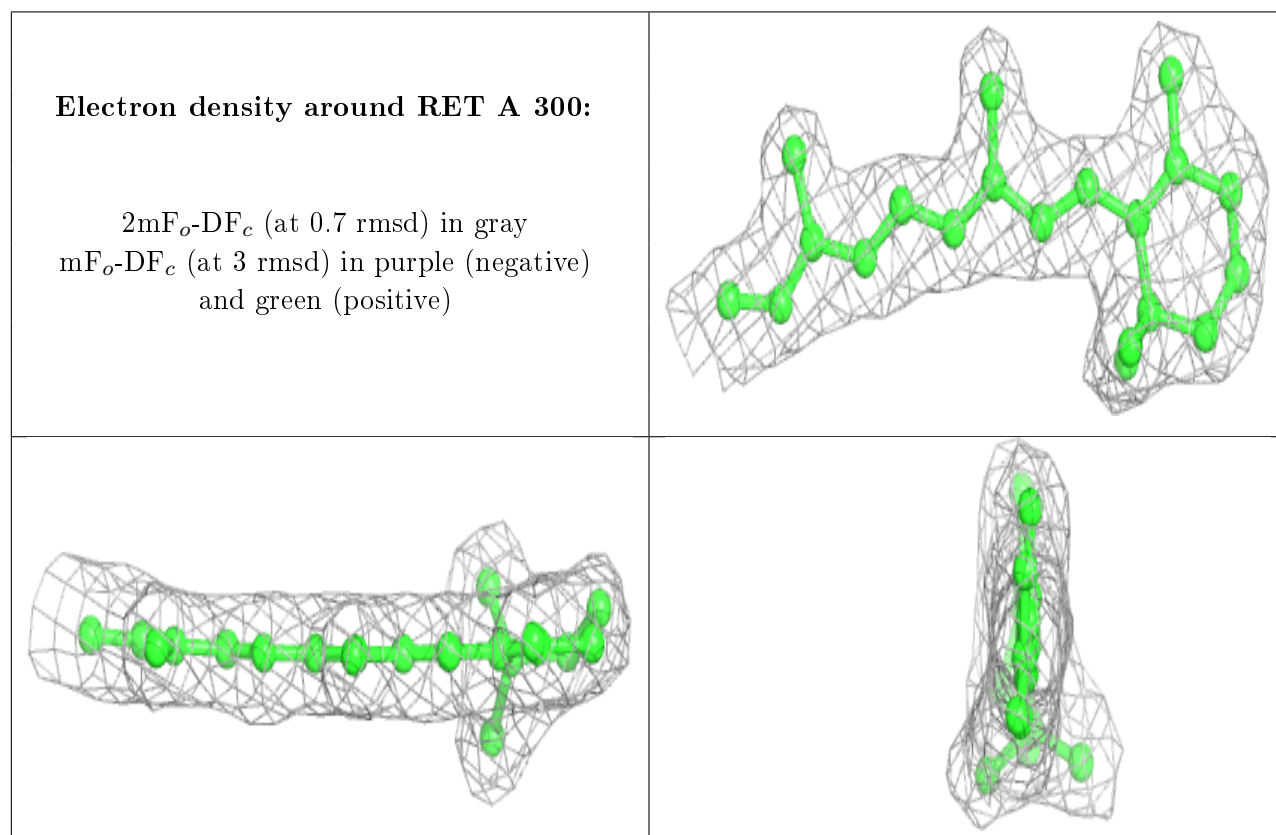 Electron density around RET A 300:
2mFo-DFc (at 0.7 rmsd) in gray
mFo-DFc (at 3 rmsd) in purple (negative)
and green (positive)